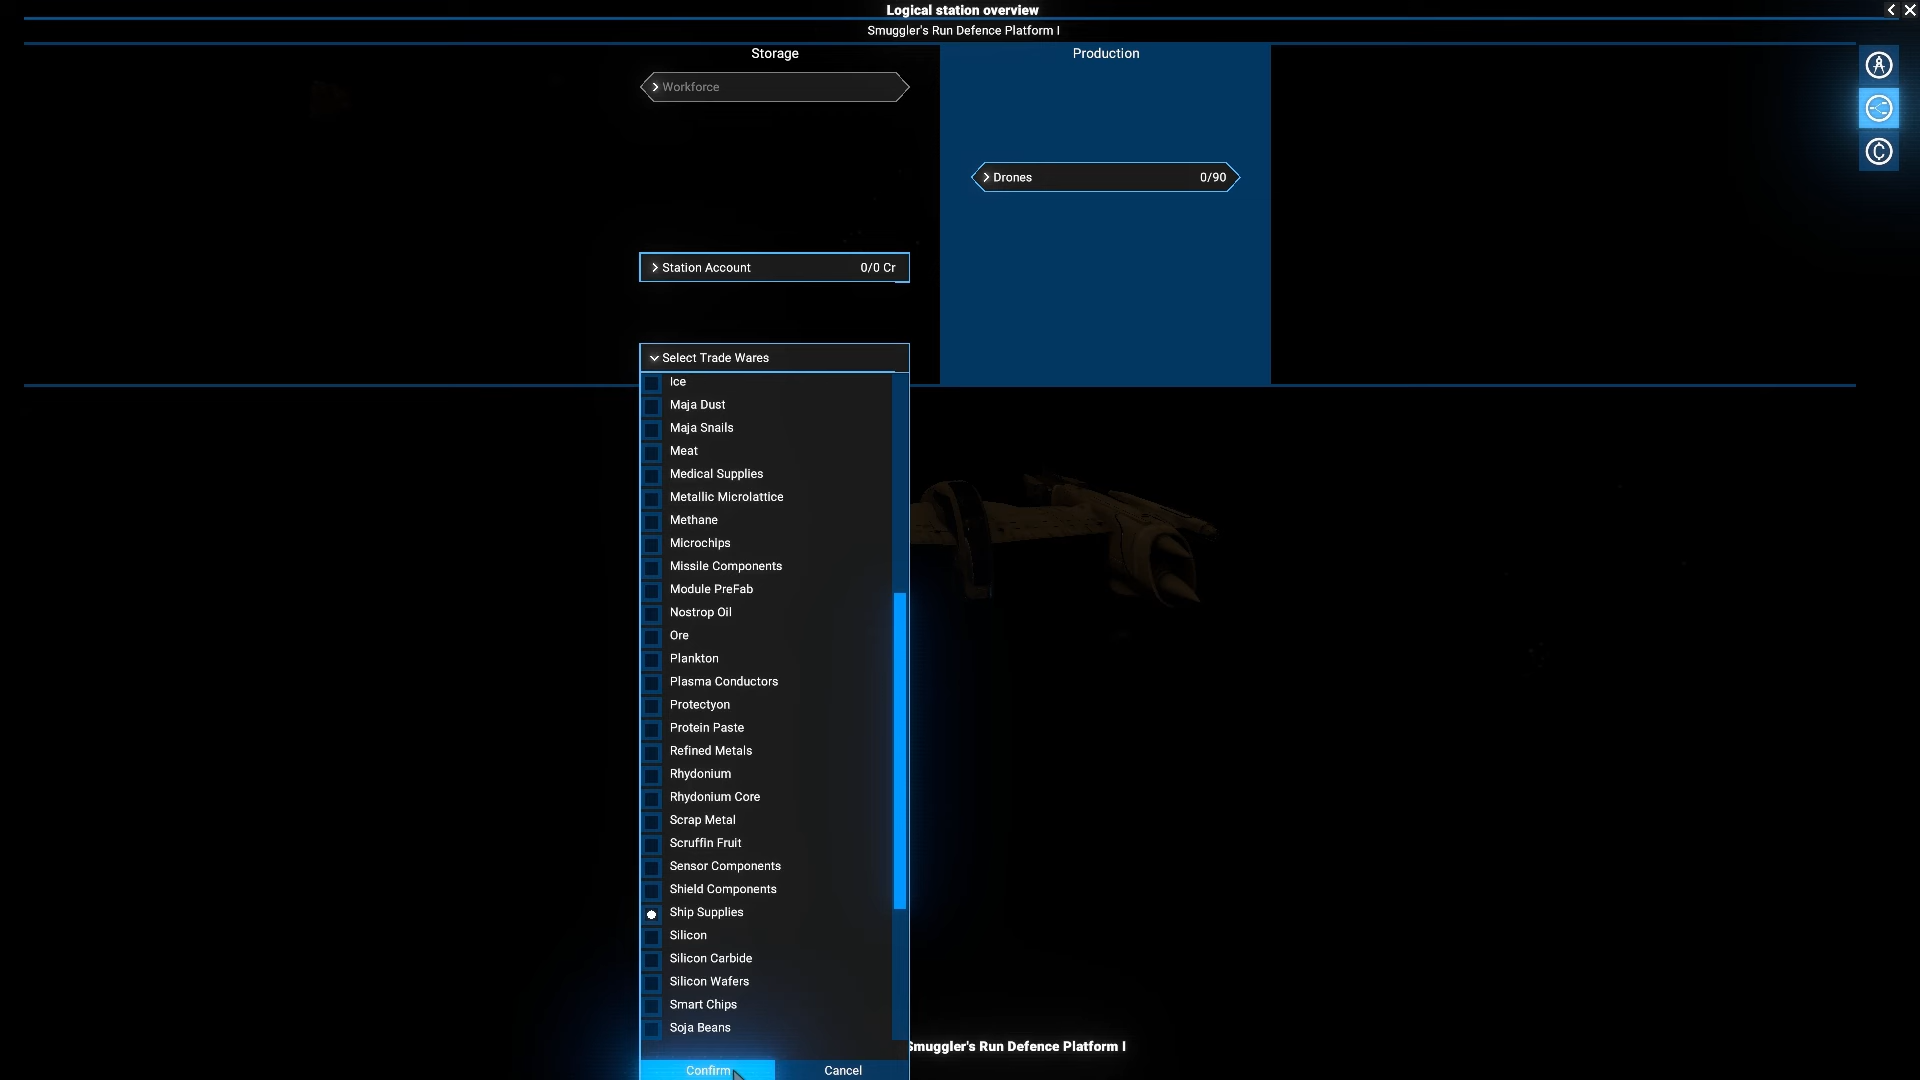 Logical station overview
Smuggler's Run Defence Platform I
Storage
Production
Workforce
Drones 0/90
Station Account 0/0 Cr
Select Trade Wares
Ice
Maja Dust
Maja Snails
Meat
Medical Supplies
Metallic Microlattice
Methane
Microchips
Missile Components
Module PreFab
Nostrop Oil
Ore
Plankton
Plasma Conductors
Protectyon
Protein Paste
Refined Metals
Rhydonium
Rhydonium Core
Scrap Metal
Scruffin Fruit
Sensor Components
Shield Components
Ship Supplies
Silicon
Silicon Carbide
Silicon Wafers
Smart Chips
Soja Beans
Smuggler's Run Defence Platform I
Confirm
Cancel